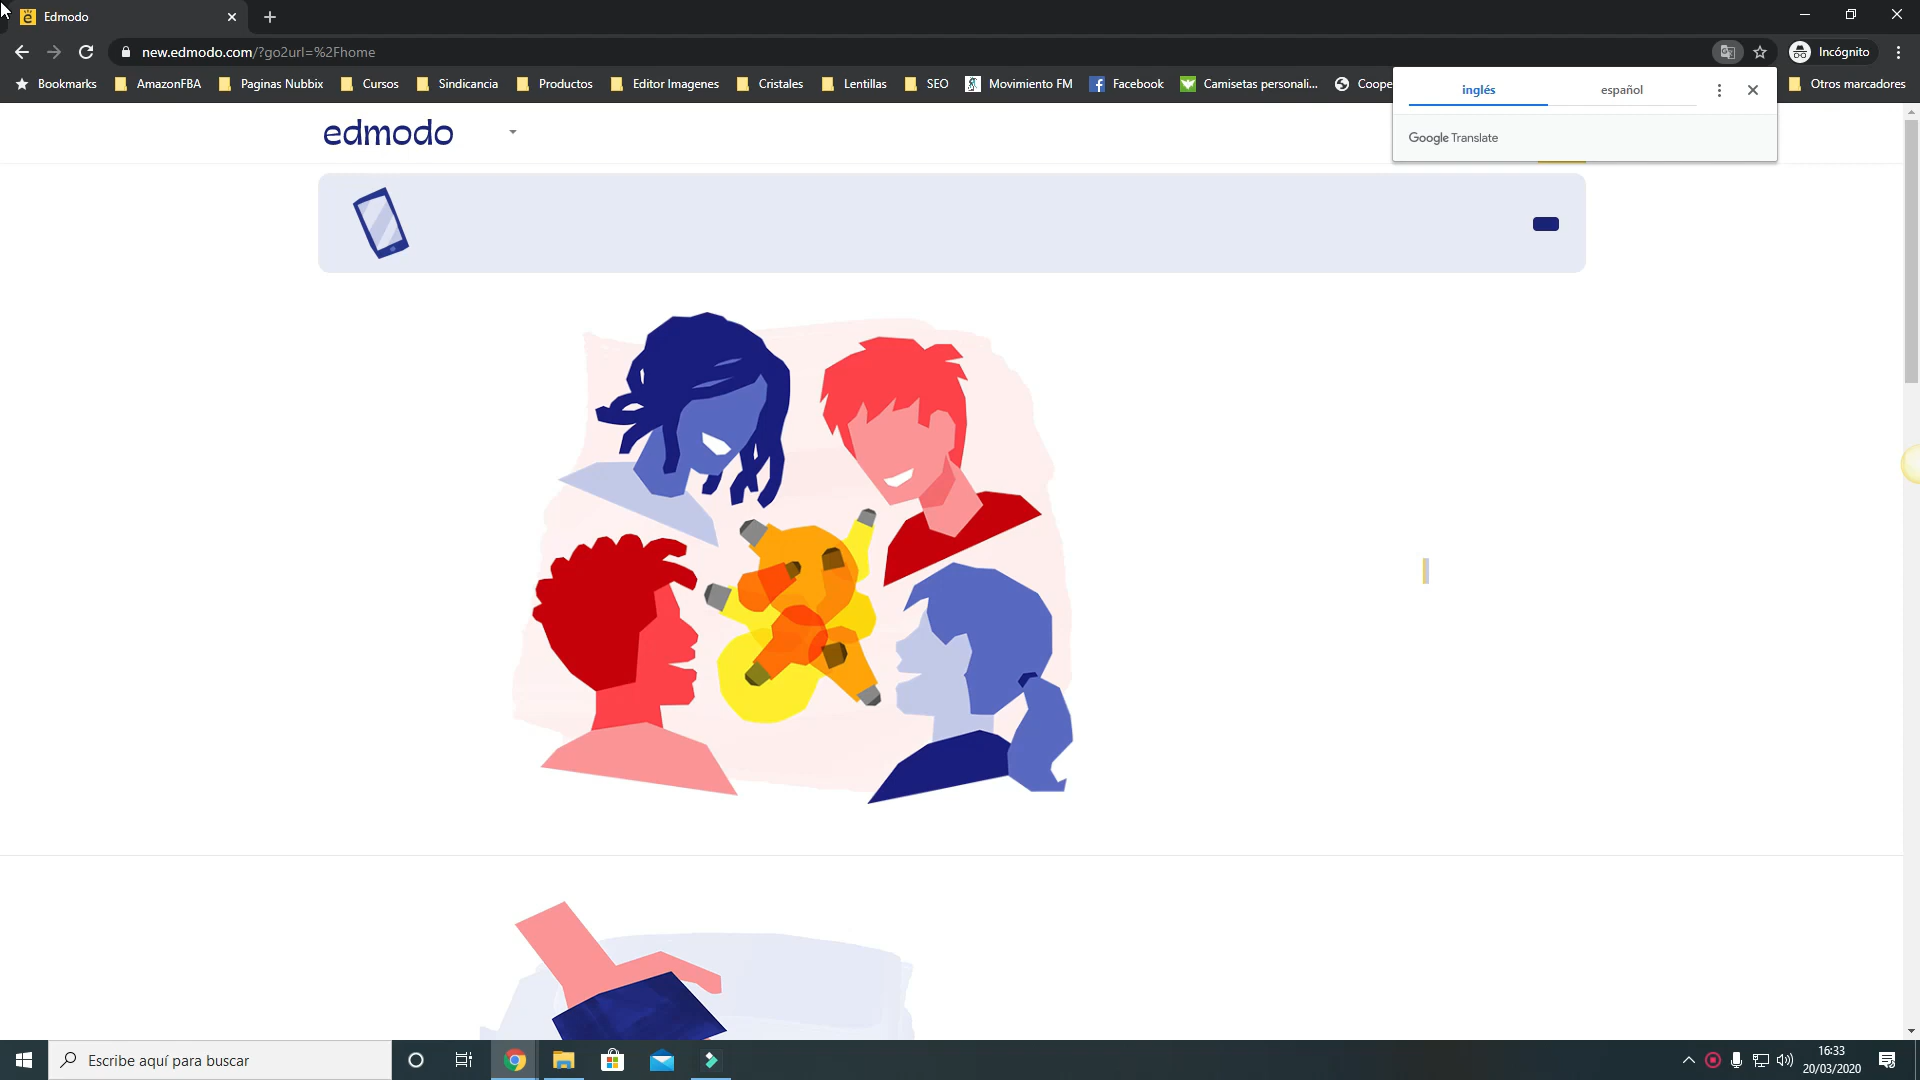 Edmodo
new.edmodo.com/?go2url=%2Fhome
Incógnito
Bookmarks
AmazonFBA
Paginas Nubbix
Cursos
Sindicancia
Productos
Editor Imagenes
Cristales
Lentillas
SEO
Movimiento FM
Facebook
Camisetas personali...
Coope
Otros marcadores
inglés
español
Google Translate
edmodo
Escribe aquí para buscar
16:33
20/03/2020